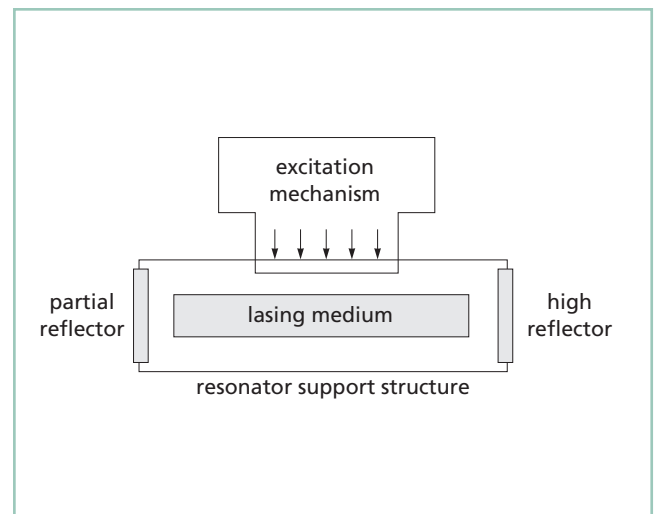 excitation
mechanism
partial
reflector
lasing medium
high
reflector
resonator support structure